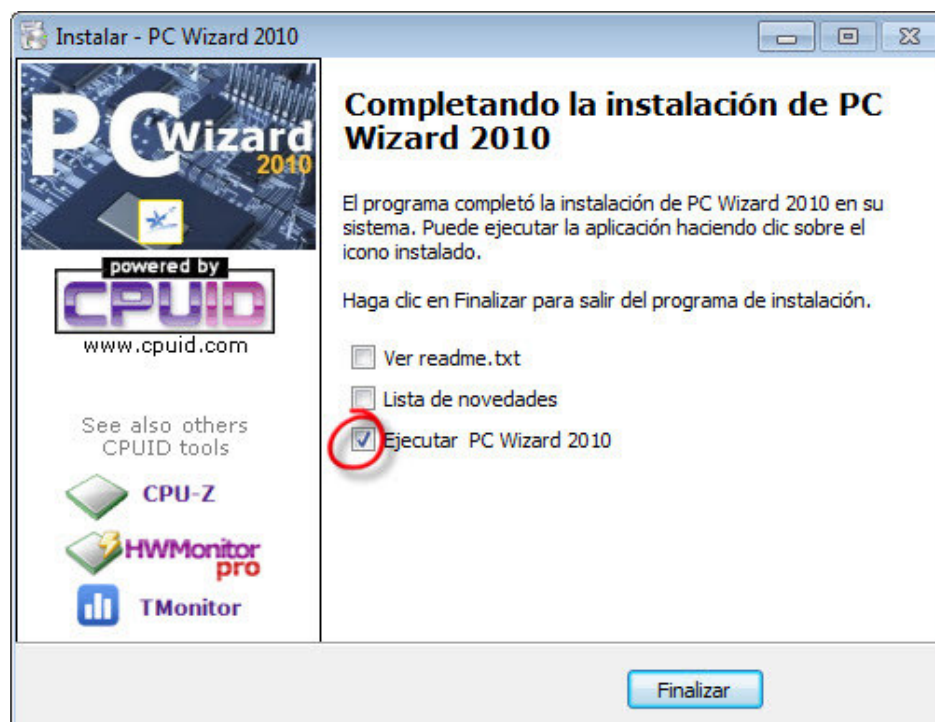 Instalar - PC Wizard 2010
PC Wizard
2010
powered by
CPUID
www.cpuid.com
See also others
CPUID tools
CPU-Z
HWMonitor
pro
TMonitor
Completando la instalación de PC
Wizard 2010
El programa completó la instalación de PC Wizard 2010 en su
sistema. Puede ejecutar la aplicación haciendo clic sobre el
icono instalado.
Haga clic en Finalizar para salir del programa de instalación.
Ver readme.txt
Lista de novedades
Ejecutar PC Wizard 2010
Finalizar